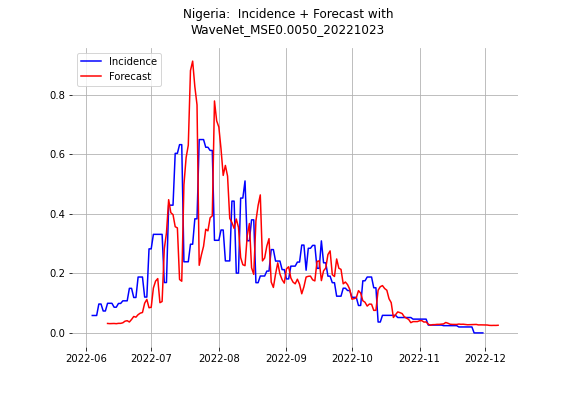 Nigeria:  Incidence + Forecast with
WaveNet_MSE0.0050_20221023
Incidence
Forecast
0.8
0.6
0.4
0.2
0.0
2022-06 2022-07 2022-08 2022-09 2022-10 2022-11 2022-12